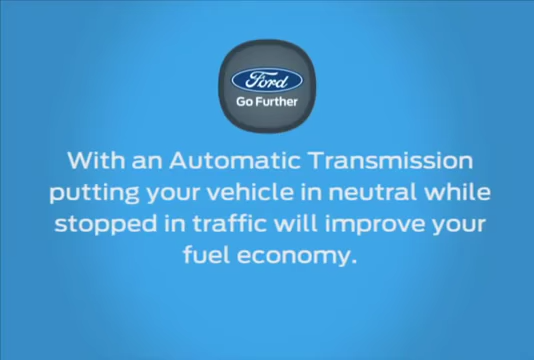 Ford
Go Further
With an Automatic Transmission
putting your vehicle in neutral while
stopped in traffic will improve your
fuel economy.